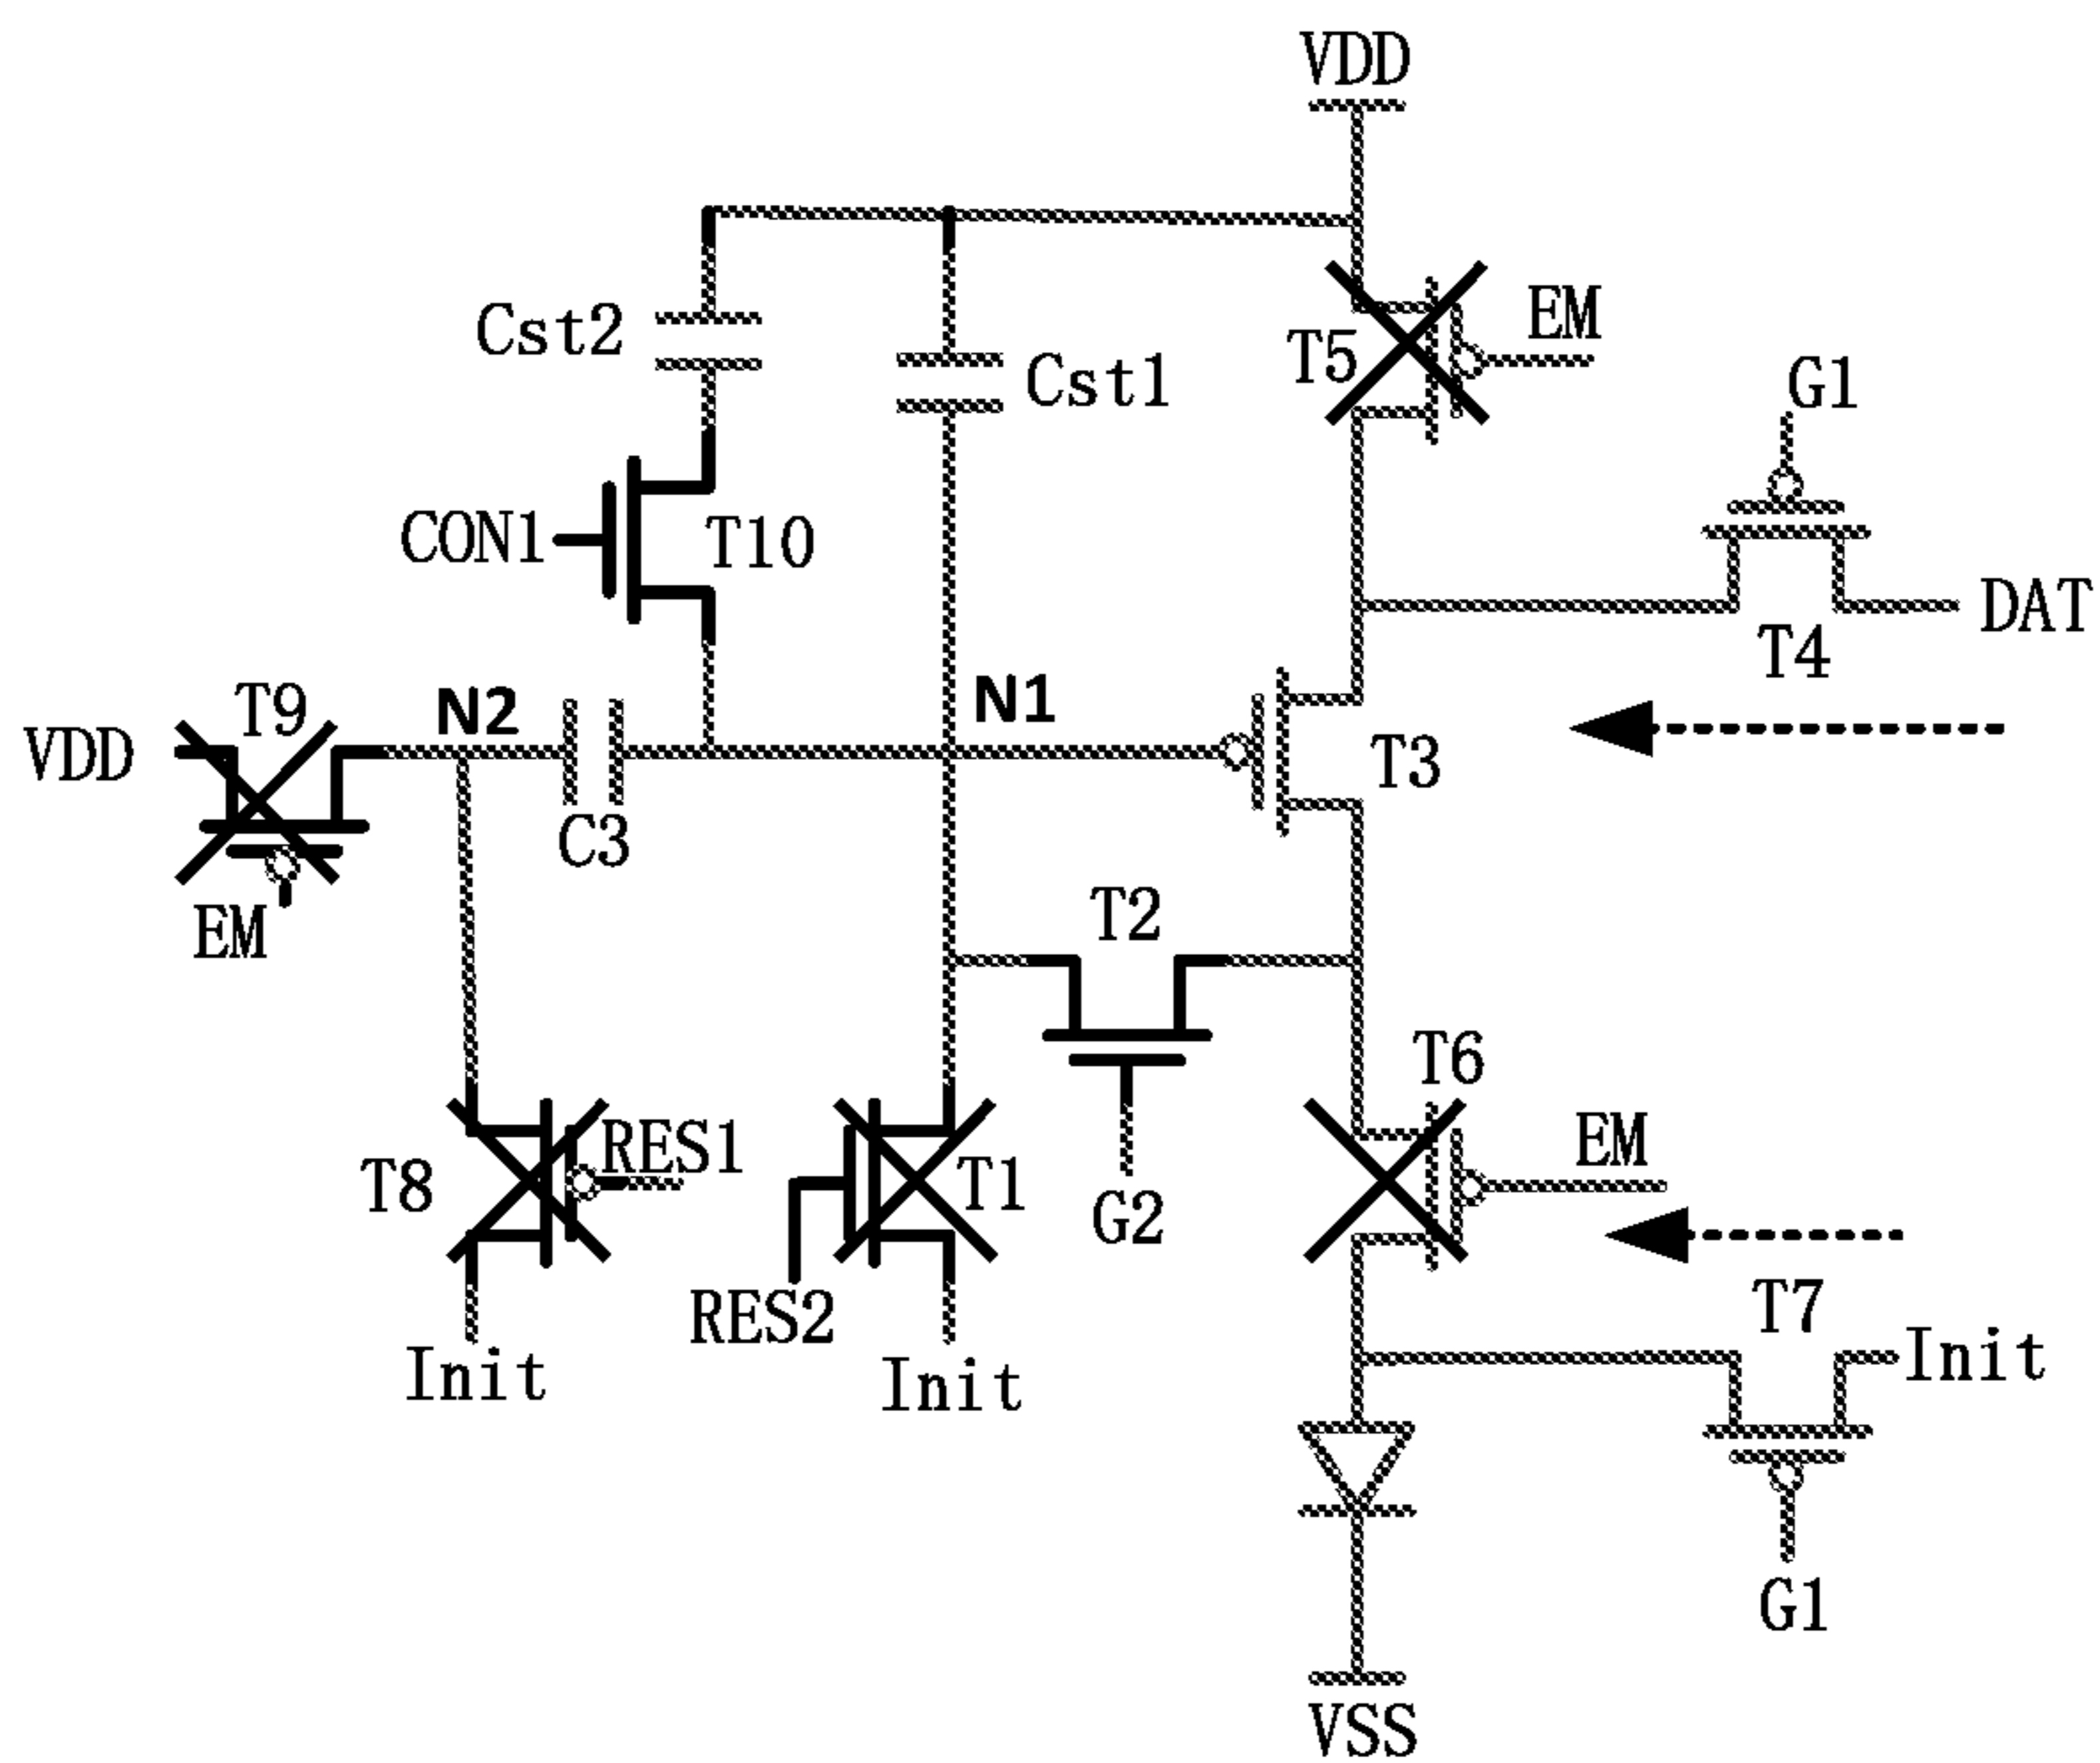 VDD
Cst2
Cst1
T5
EM
G1
CON1
T10
DAT
T4
VDD
T9
N2
N1
T3
C3
EM
T2
T6
EM
T8
RES1
T1
G2
RES2
T7
Init
Init
Init
G1
VSS